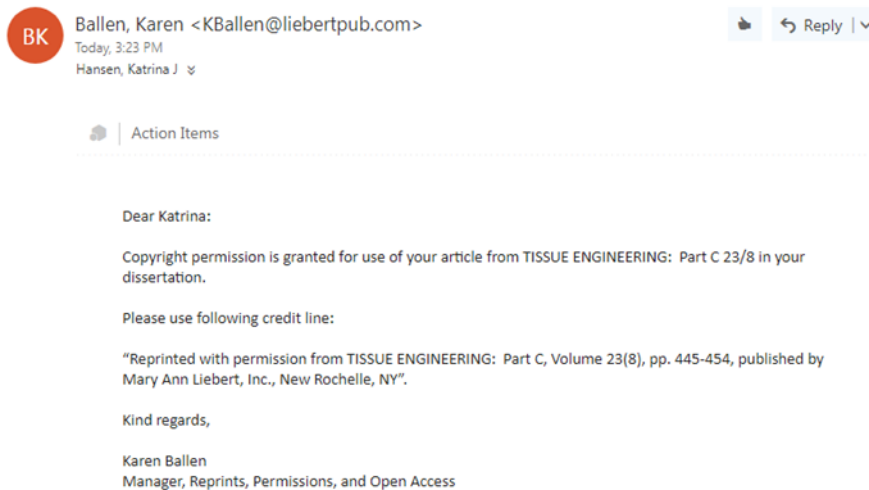 BK
Ballen, Karen <KBallen@liebertpub.com>
Reply
Today, 3:23 PM
Hansen, Katrina J
Action Items
Dear Katrina:
Copyright permission is granted for use of your article from TISSUE ENGINEERING:  Part C 23/8 in your
dissertation.
Please use following credit line:
“Reprinted with permission from TISSUE ENGINEERING:  Part C, Volume 23(8), pp. 445-454, published by
Mary Ann Liebert, Inc., New Rochelle, NY”.
Kind regards,
Karen Ballen
Manager, Reprints, Permissions, and Open Access